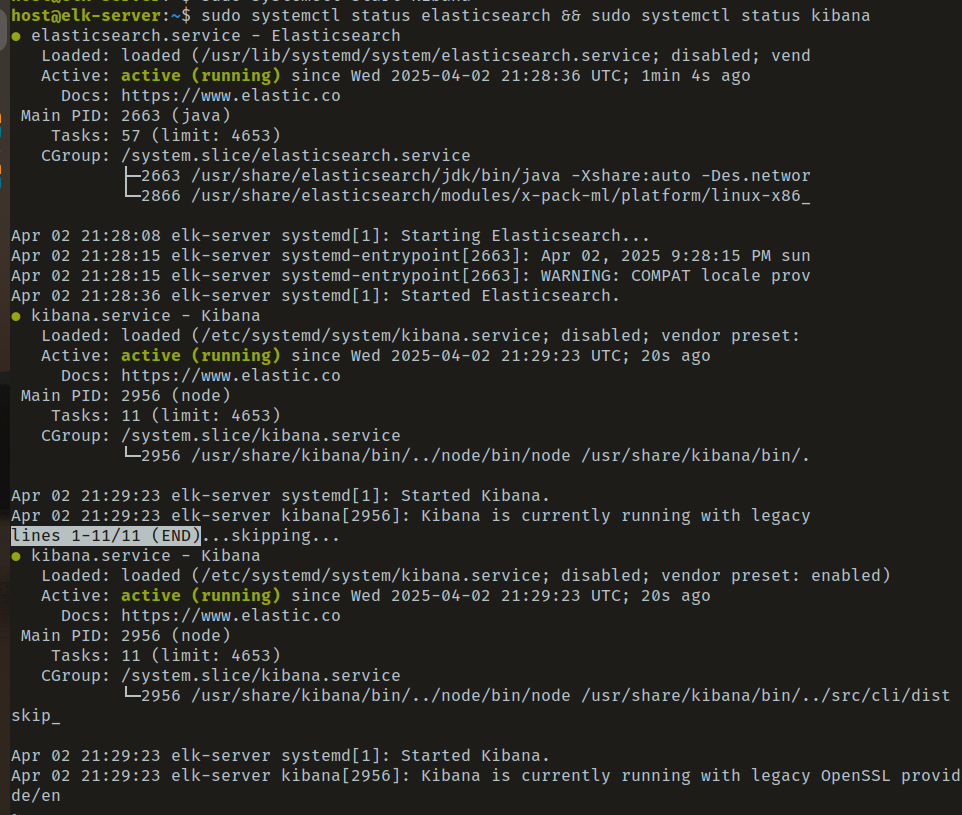 host@elk-server:~$ sudo systemctl status elasticsearch && sudo systemctl status kibana
● elasticsearch.service - Elasticsearch
   Loaded: loaded (/usr/lib/systemd/system/elasticsearch.service; disabled; vend
   Active: active (running) since Wed 2025-04-02 21:28:36 UTC; 1min 4s ago
     Docs: https://www.elastic.co
 Main PID: 2663 (java)
    Tasks: 57 (limit: 4653)
   CGroup: /system.slice/elasticsearch.service
           ├─2663 /usr/share/elasticsearch/jdk/bin/java -Xshare:auto -Des.networ
           └─2866 /usr/share/elasticsearch/modules/x-pack-ml/platform/linux-x86_

Apr 02 21:28:08 elk-server systemd[1]: Starting Elasticsearch...
Apr 02 21:28:15 elk-server systemd-entrypoint[2663]: Apr 02, 2025 9:28:15 PM sun
Apr 02 21:28:15 elk-server systemd-entrypoint[2663]: WARNING: COMPAT locale prov
Apr 02 21:28:36 elk-server systemd[1]: Started Elasticsearch.
● kibana.service - Kibana
   Loaded: loaded (/etc/systemd/system/kibana.service; disabled; vendor preset:
   Active: active (running) since Wed 2025-04-02 21:29:23 UTC; 20s ago
     Docs: https://www.elastic.co
 Main PID: 2956 (node)
    Tasks: 11 (limit: 4653)
   CGroup: /system.slice/kibana.service
           └─2956 /usr/share/kibana/bin/../node/bin/node /usr/share/kibana/bin/.

Apr 02 21:29:23 elk-server systemd[1]: Started Kibana.
Apr 02 21:29:23 elk-server kibana[2956]: Kibana is currently running with legacy
lines 1-11/11 (END)...skipping...
● kibana.service - Kibana
   Loaded: loaded (/etc/systemd/system/kibana.service; disabled; vendor preset: enabled)
   Active: active (running) since Wed 2025-04-02 21:29:23 UTC; 20s ago
     Docs: https://www.elastic.co
 Main PID: 2956 (node)
    Tasks: 11 (limit: 4653)
   CGroup: /system.slice/kibana.service
           └─2956 /usr/share/kibana/bin/../node/bin/node /usr/share/kibana/bin/../src/cli/dist
skip_

Apr 02 21:29:23 elk-server systemd[1]: Started Kibana.
Apr 02 21:29:23 elk-server kibana[2956]: Kibana is currently running with legacy OpenSSL provid
de/en